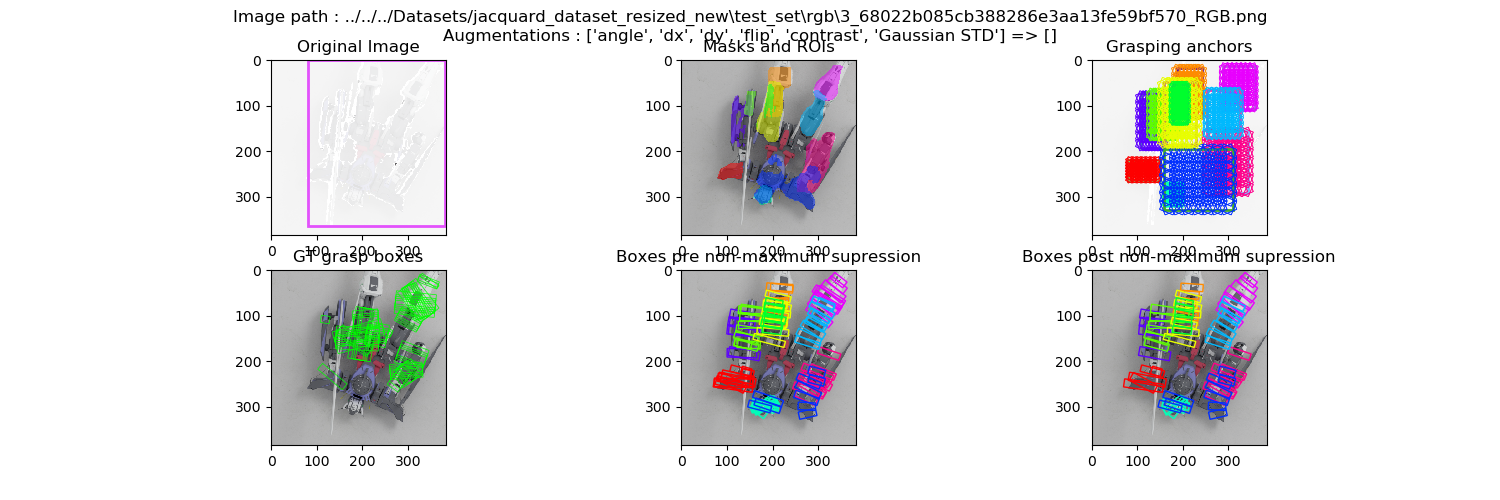 Image path : ../../../Datasets/jacquard_dataset_resized_new\test_set\rgb\3_68022b085cb388286e3aa13fe59bf570_RGB.png
Augmentations : ['angle', 'dx', 'dy', 'flip', 'contrast', 'Gaussian STD'] => []
Original Image
Masks and ROIs
Grasping anchors
0
100
200
300
0 100 200 300
0
100
200
300
0 100 200 300
0
100
200
300
0 100 200 300
GT grasp boxes
Boxes pre non-maximum supression
Boxes post non-maximum supression
0
100
200
300
0 100 200 300
0
100
200
300
0 100 200 300
0
100
200
300
0 100 200 300